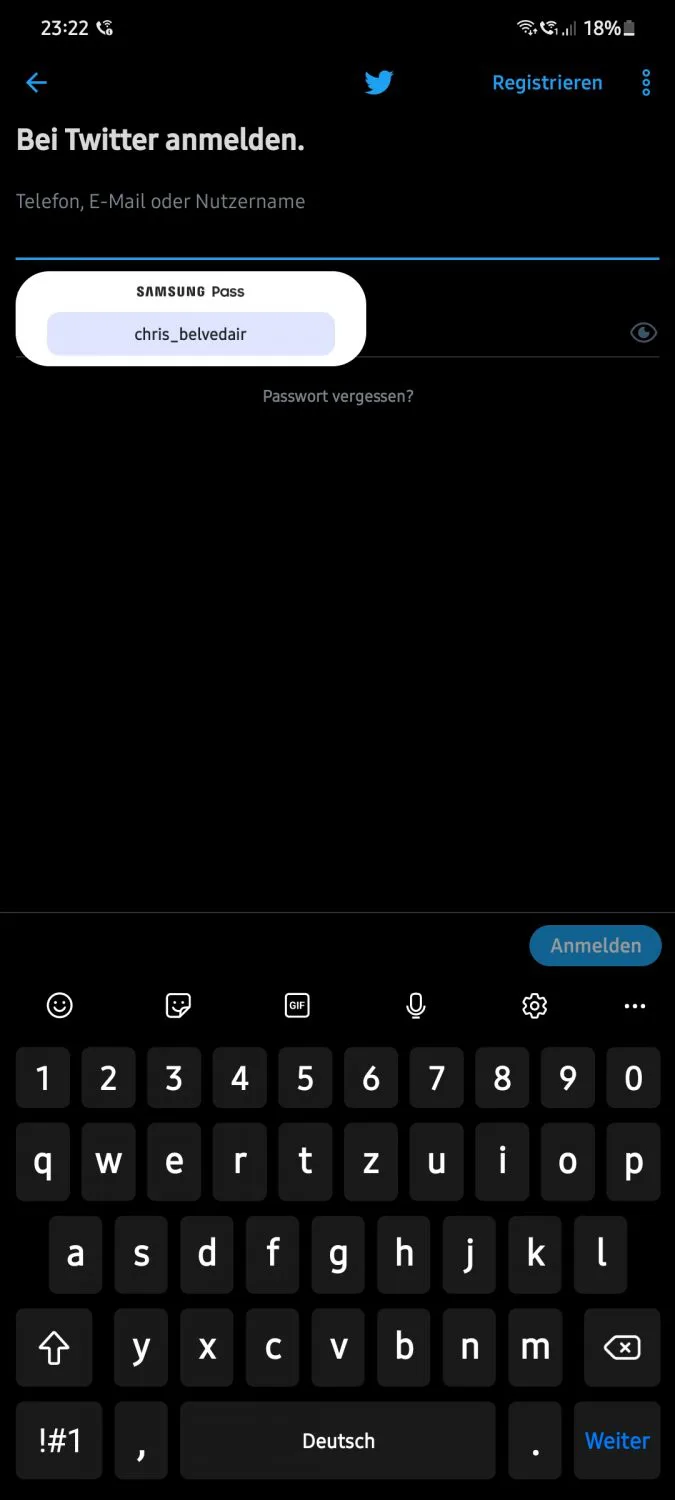 23:22 18%
Registrieren
Bei Twitter anmelden.
Telefon, E-Mail oder Nutzername
SAMSUNG Pass
chris_belvedair
Passwort vergessen?
Anmelden
GIF
1 2 3 4 5 6 7 8 9 0
q w e r t z u i o p
a s d f g h j k l
y x c v b n m
!#1 , Deutsch . Weiter